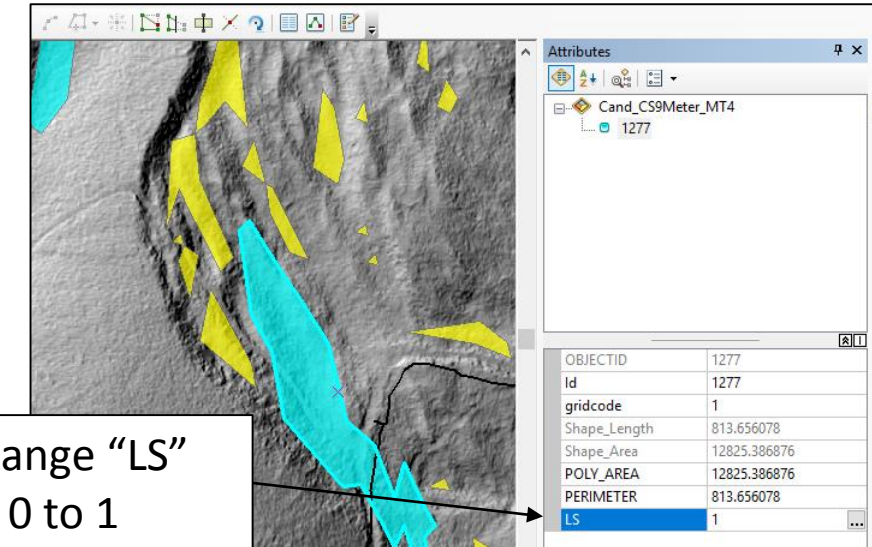 Attributes
Cand_CS9Meter_MT4
1277
OBJECTID 1277
Id 1277
gridcode 1
Shape_Length 813.656078
Shape_Area 12825.386876
POLY_AREA 12825.386876
PERIMETER 813.656078
LS 1 ...
ange “LS”
0 to 1